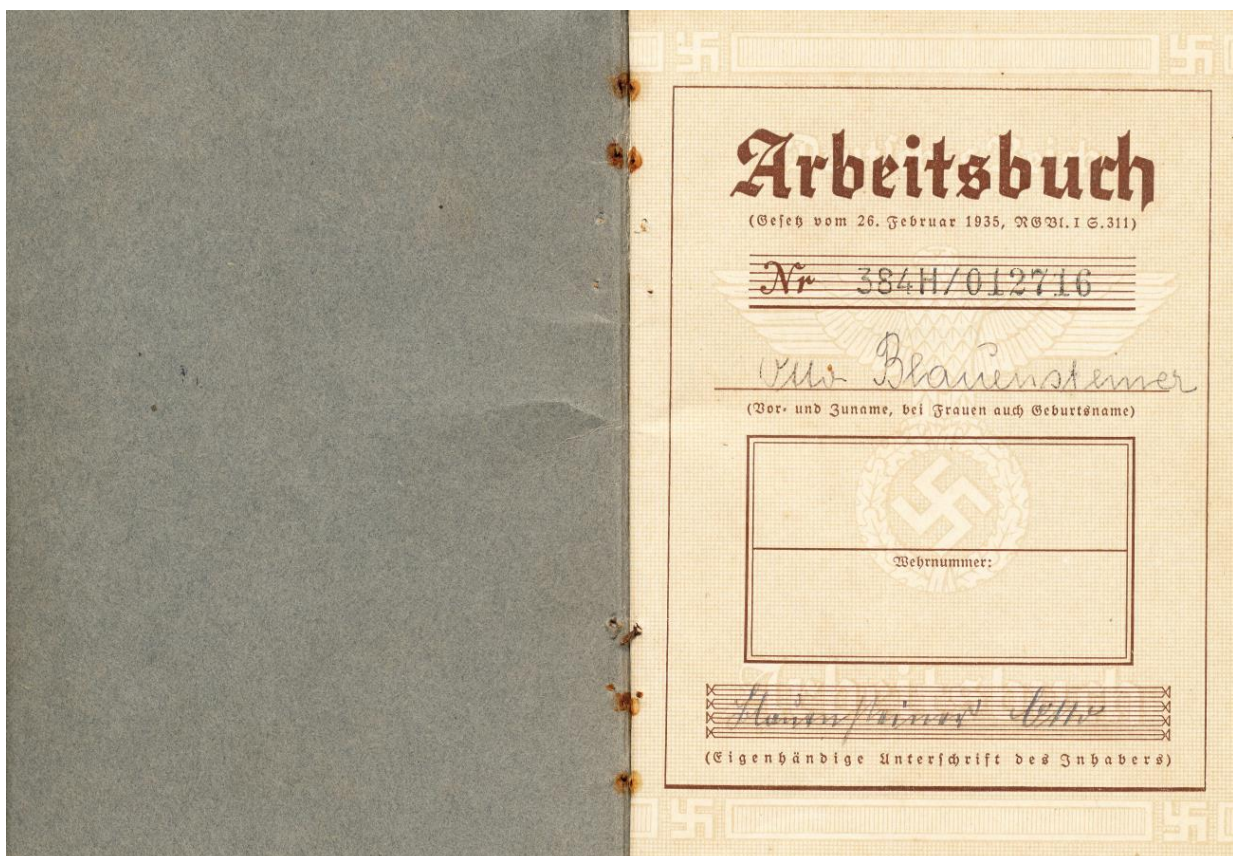 Arbeitsbuch
(Gesetz vom 26. Februar 1935, RGBl. I S. 311)
Nr 384H/012716
Otto Blauensteiner
(Vor- und Zuname, bei Frauen auch Geburtsname)
Wehrnummer:
Blauensteiner Otto
(Eigenhändige Unterschrift des Inhabers)